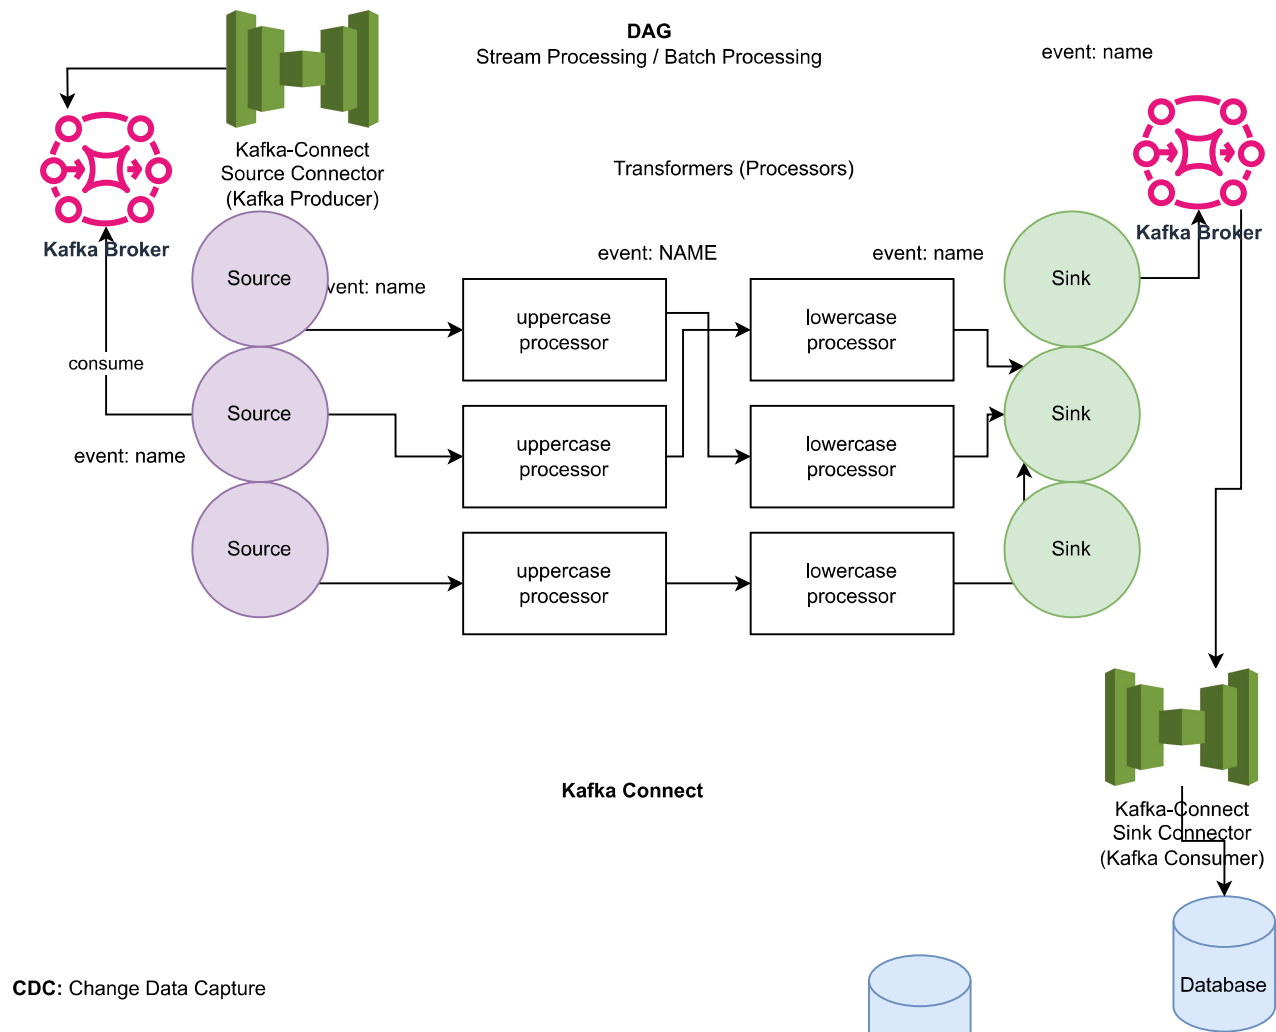 DAG
Stream Processing / Batch Processing
event: name
Kafka-Connect
Source Connector
(Kafka Producer)
Transformers (Processors)
Kafka Broker
Kafka Broker
Source
vent: name
event: NAME
event: name
Sink
uppercase
processor
lowercase
processor
consume
Source
Sink
event: name
uppercase
processor
lowercase
processor
Source
Sink
uppercase
processor
lowercase
processor
Kafka Connect
Kafka-Connect
Sink Connector
(Kafka Consumer)
CDC: Change Data Capture
Database